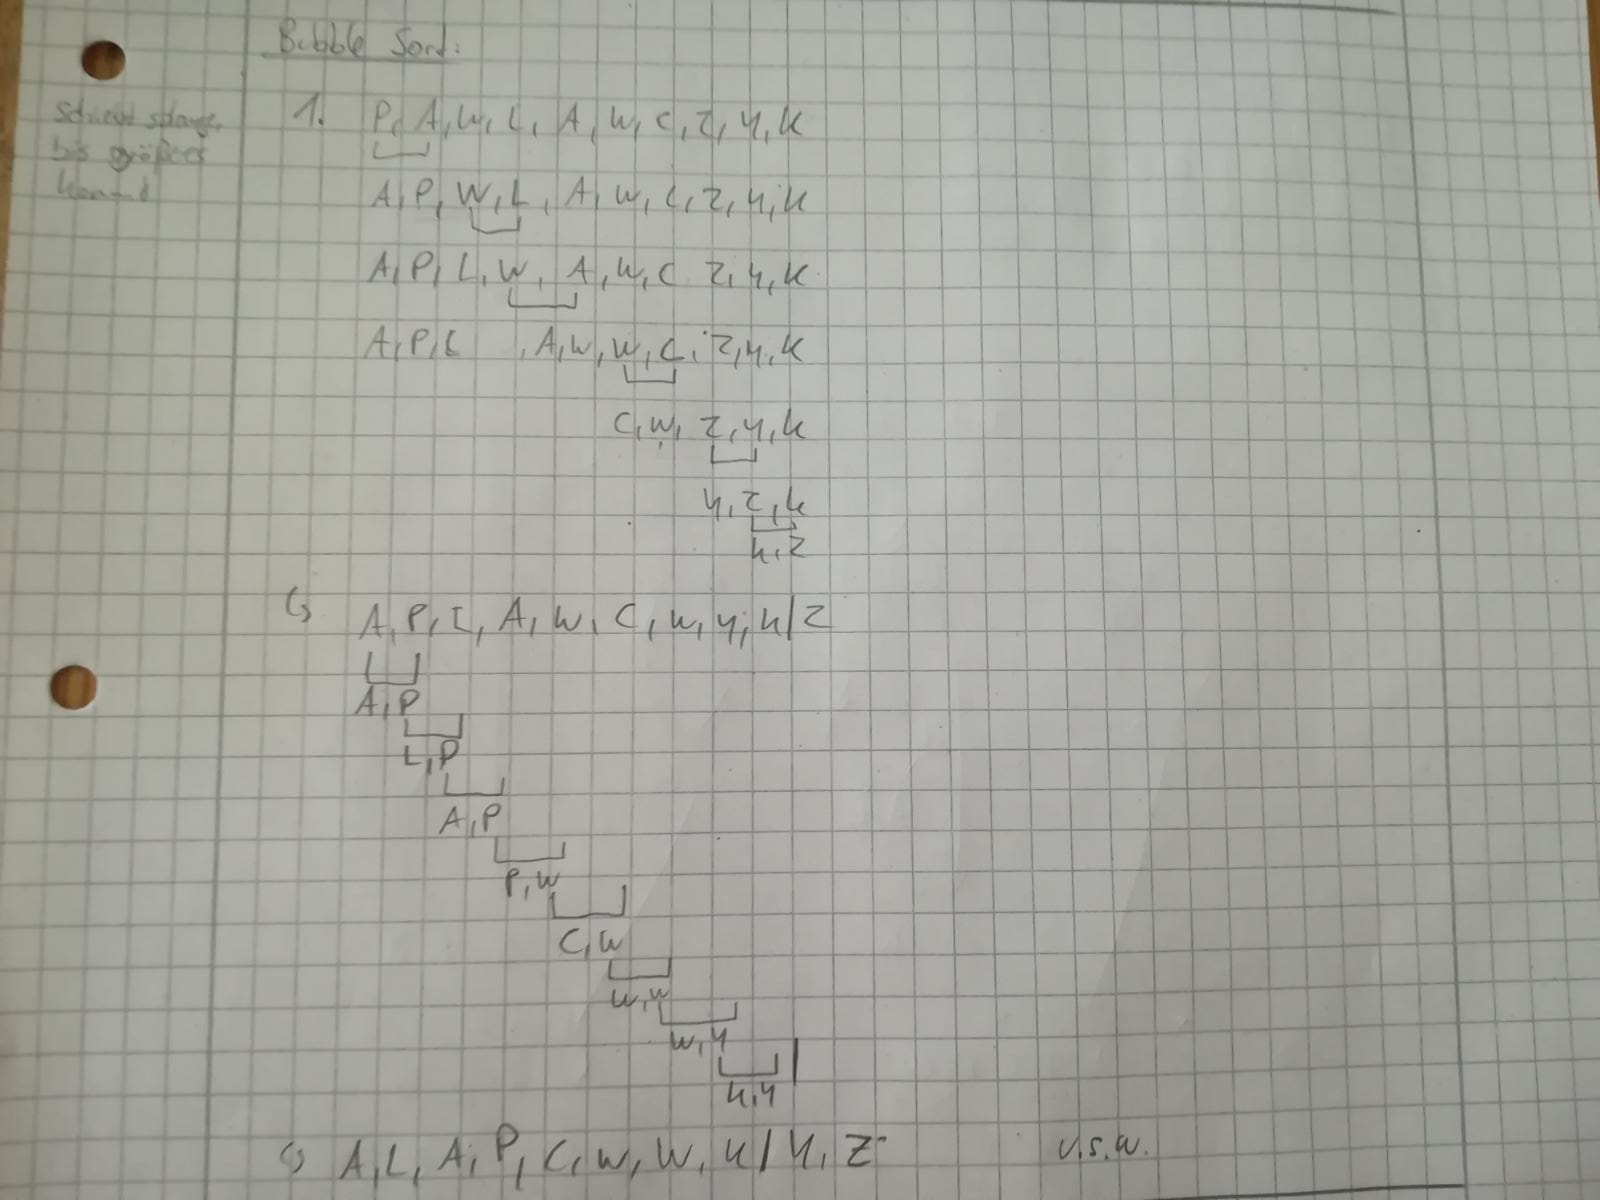 Bubble Sort:
schiebt solange,
bis größeres
kommt
1. P, A, W, L, A, W, C, Z, Y, K
A, P, W, L, A, W, C, Z, Y, K
A, P, L, W, A, W, C Z, Y, K
A, P, L , A, W, W, C, Z, Y, K
C, W, Z, Y, K
Y, Z, K
K, Z
↳ A, P, L, A, W, C, W, Y, K / Z
A, P
L, P
A, P
P, W
C, W
W, W
W, Y
K, Y
↳ A, L, A, P, C, W, W, K / Y, Z u.s.w.